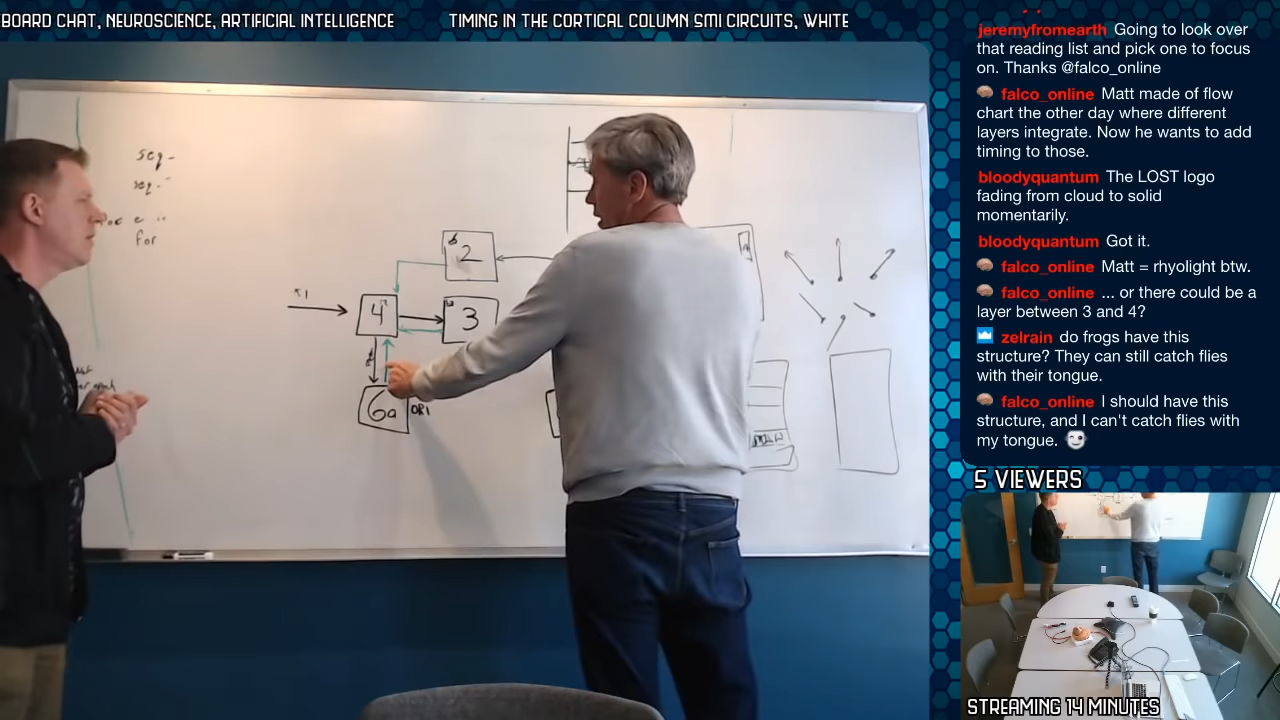 BOARD CHAT, NEUROSCIENCE, ARTIFICIAL INTELLIGENCE
TIMING IN THE CORTICAL COLUMN SMI CIRCUITS, WHITE
jeremyfromearth Going to look over
that reading list and pick one to focus
on. Thanks @falco_online
falco_online Matt made of flow
chart the other day where different
layers integrate. Now he wants to add
timing to those.
bloodyquantum The LOST logo
fading from cloud to solid
momentarily.
bloodyquantum Got it.
falco_online Matt = rhyolight btw.
falco_online ... or there could be a
layer between 3 and 4?
zelrain do frogs have this
structure? They can still catch flies
with their tongue.
falco_online I should have this
structure, and I can't catch flies with
my tongue.
5 VIEWERS
STREAMING 14 MINUTES
seq-
seq-
for
2
4
3
6a